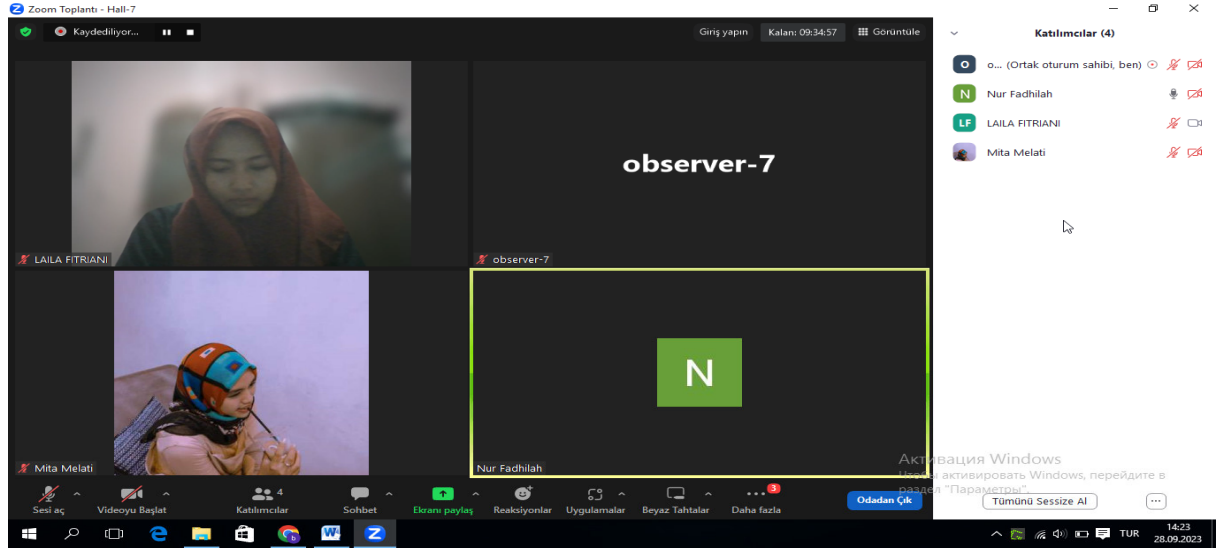 Zoom Toplantı - Hall-7
Kaydediliyor...
Giriş yapın
Kalan: 09:34:57
Görüntüle
Katılımcılar (4)
O
o... (Ortak oturum sahibi, ben)
N
Nur Fadhilah
LF
LAILA FITRIANI
Mita Melati
LAILA FITRIANI
observer-7
observer-7
Mita Melati
N
Nur Fadhilah
Активация Windows
Чтобы активировать Windows, перейдите в
раздел "Параметры".
Sesi aç
Videoyu Başlat
4
Katılımcılar
Sohbet
Ekranı paylaş
Reaksiyonlar
Uygulamalar
Beyaz Tahtalar
3
Daha fazla
Odadan Çık
Tümünü Sessize Al
TUR
14:23
28.09.2023